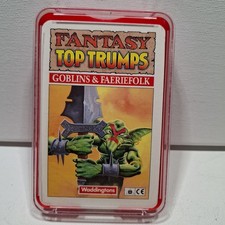 FANTASY
TOP TRUMPS
GOBLINS & FAERIEFOLK
Waddingtons
CE